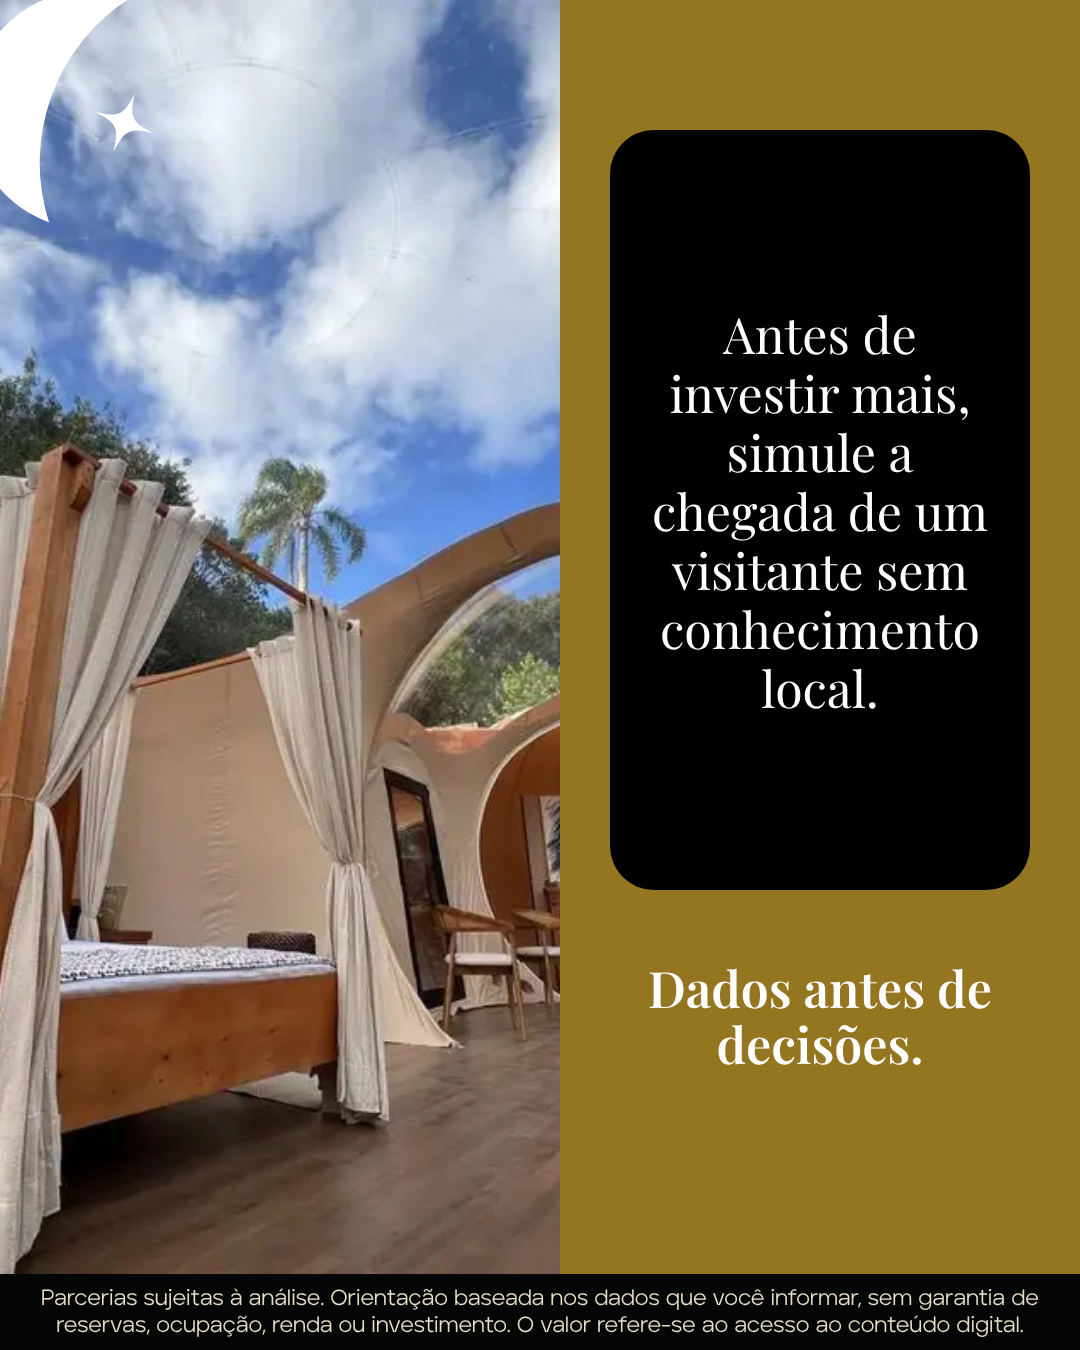 Antes de
investir mais,
simule a
chegada de um
visitante sem
conhecimento
local.
Dados antes de
decisões.
Parcerias sujeitas à análise. Orientação baseada nos dados que você informar, sem garantia de
reservas, ocupação, renda ou investimento. O valor refere-se ao acesso ao conteúdo digital.